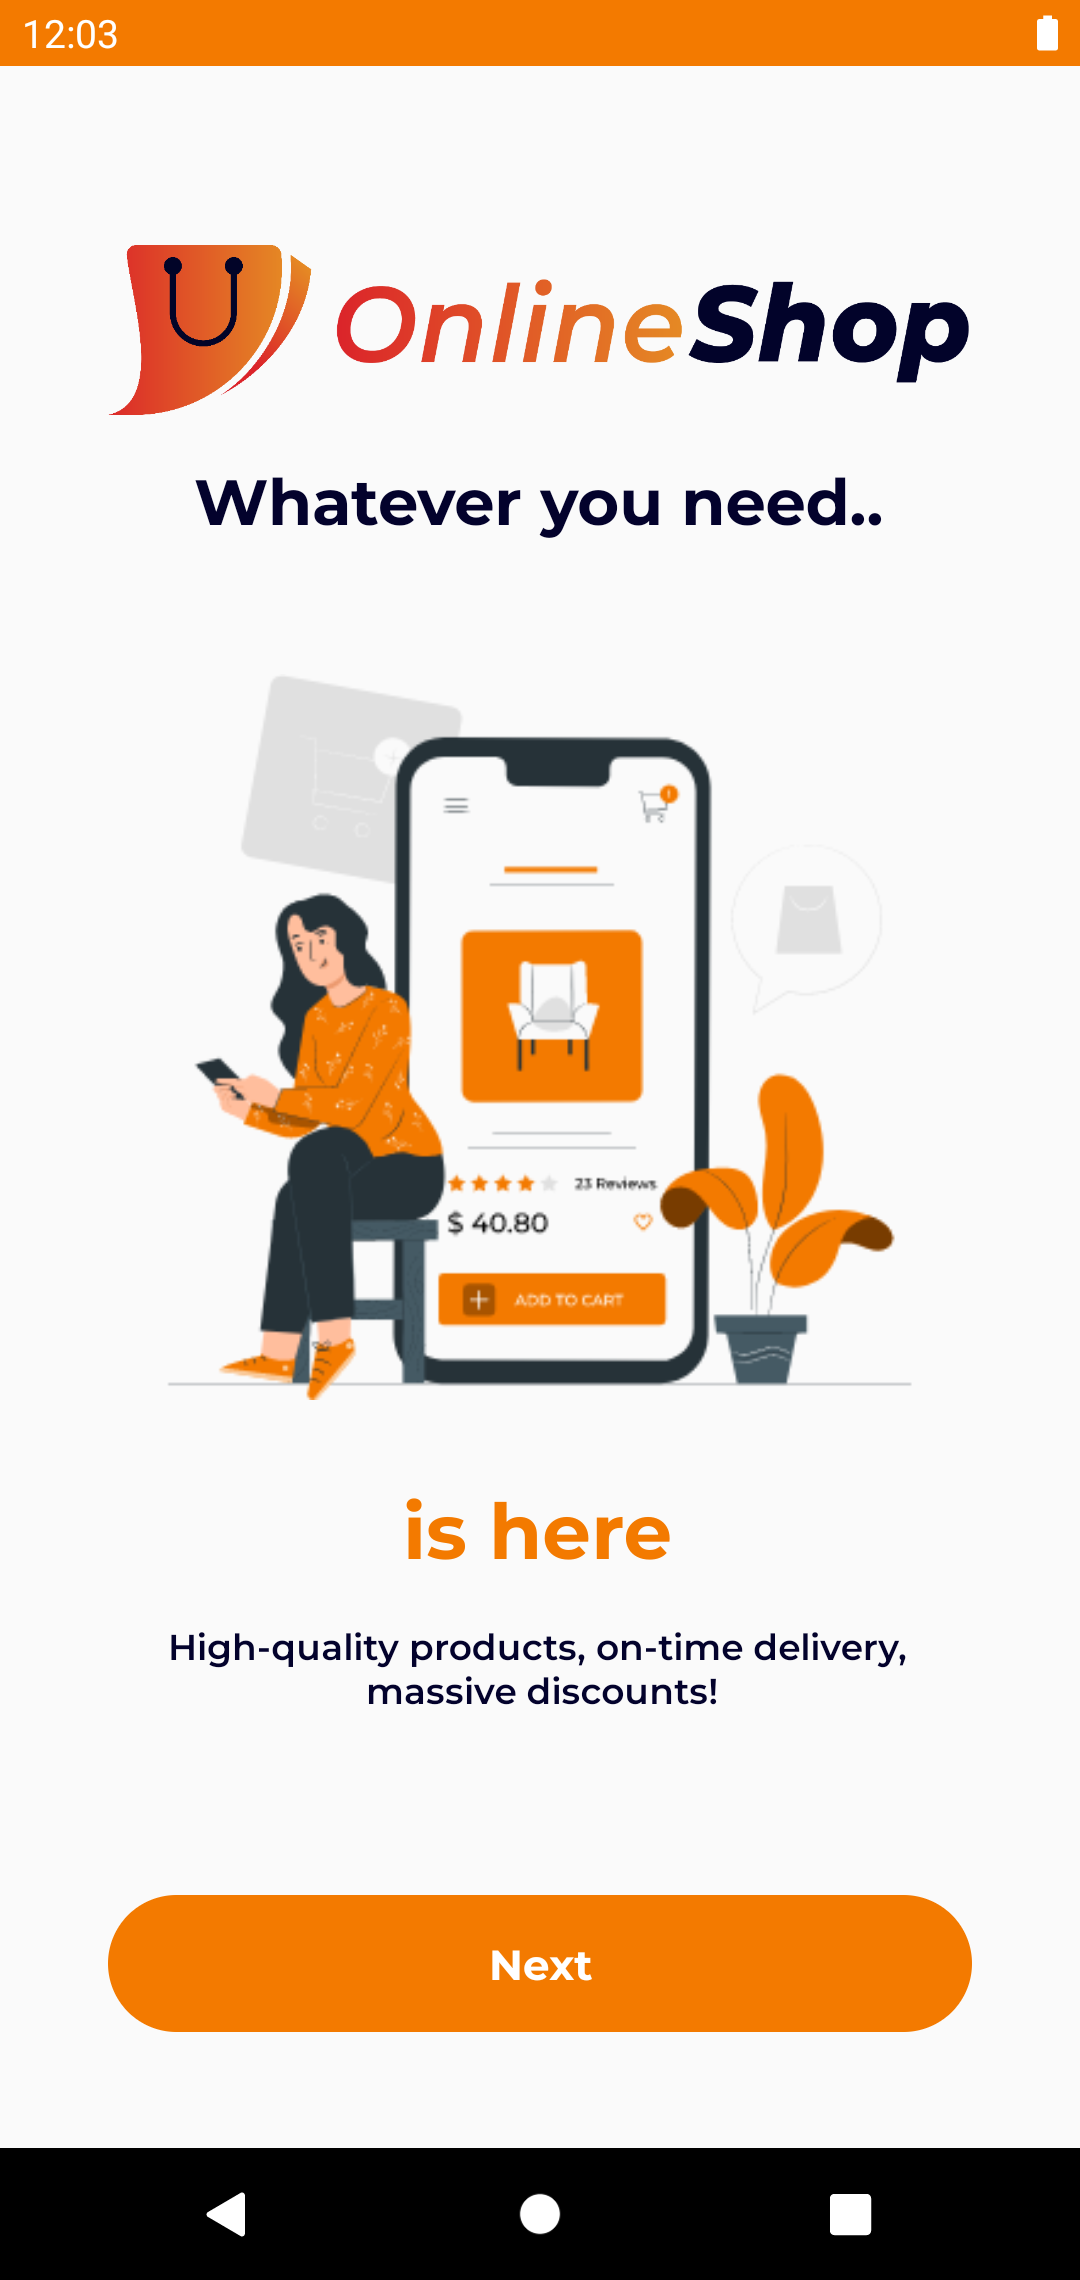 12:03
OnlineShop
Whatever you need..
23 Reviews
$ 40.80
ADD TO CART
is here
High-quality products, on-time delivery,
massive discounts!
Next